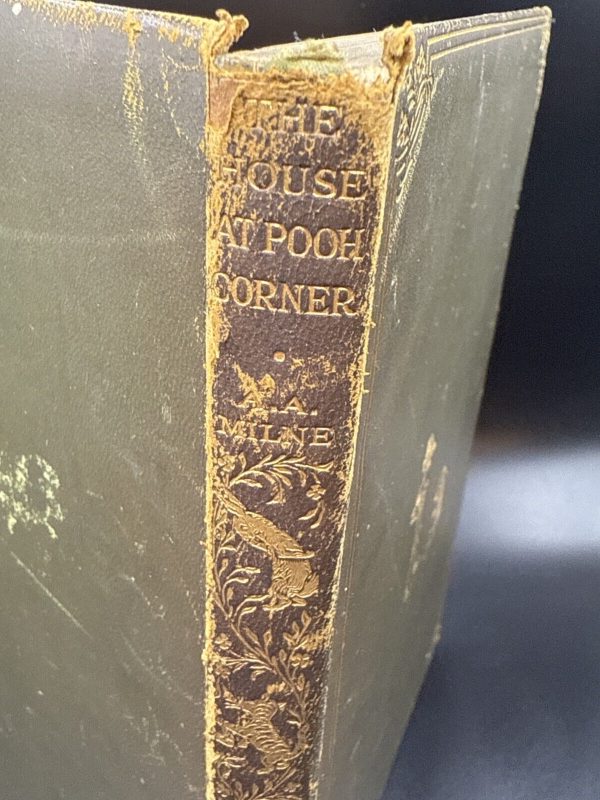 THE
HOUSE
AT POOH
CORNER
A.A.
MILNE